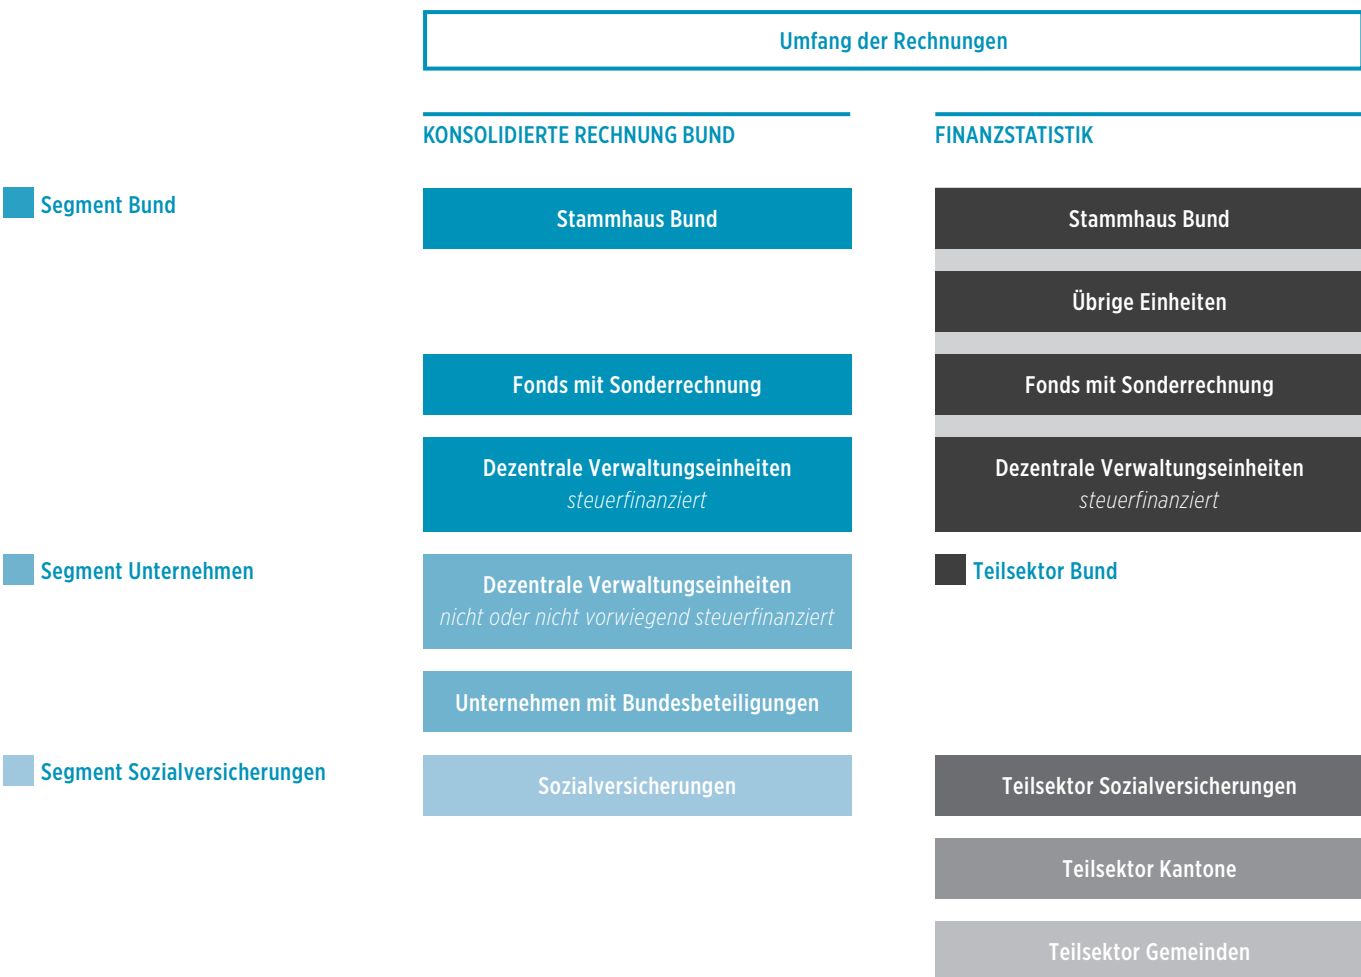 Umfang der Rechnungen
KONSOLIDIERTE RECHNUNG BUND
FINANZSTATISTIK
Segment Bund
Stammhaus Bund
Stammhaus Bund
Übrige Einheiten
Fonds mit Sonderrechnung
Fonds mit Sonderrechnung
Dezentrale Verwaltungseinheiten
steuerfinanziert
Dezentrale Verwaltungseinheiten
steuerfinanziert
Segment Unternehmen
Dezentrale Verwaltungseinheiten
nicht oder nicht vorwiegend steuerfinanziert
Teilsektor Bund
Unternehmen mit Bundesbeteiligungen
Segment Sozialversicherungen
Sozialversicherungen
Teilsektor Sozialversicherungen
Teilsektor Kantone
Teilsektor Gemeinden